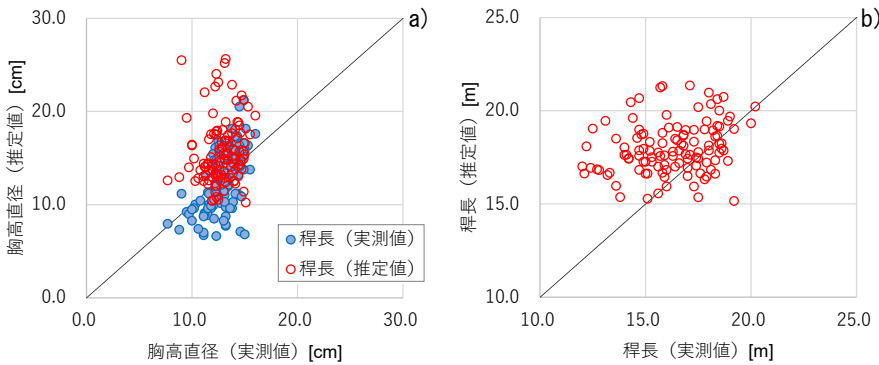 a)
30.0
20.0
10.0
0.0
胸高直径（推定値）[cm]
稈長（実測値）
稈長（推定値）
0.0 10.0 20.0 30.0
胸高直径（実測値）[cm]
b)
25.0
20.0
15.0
10.0
稈長（推定値）[m]
10.0 15.0 20.0 25.0
稈長（実測値）[m]